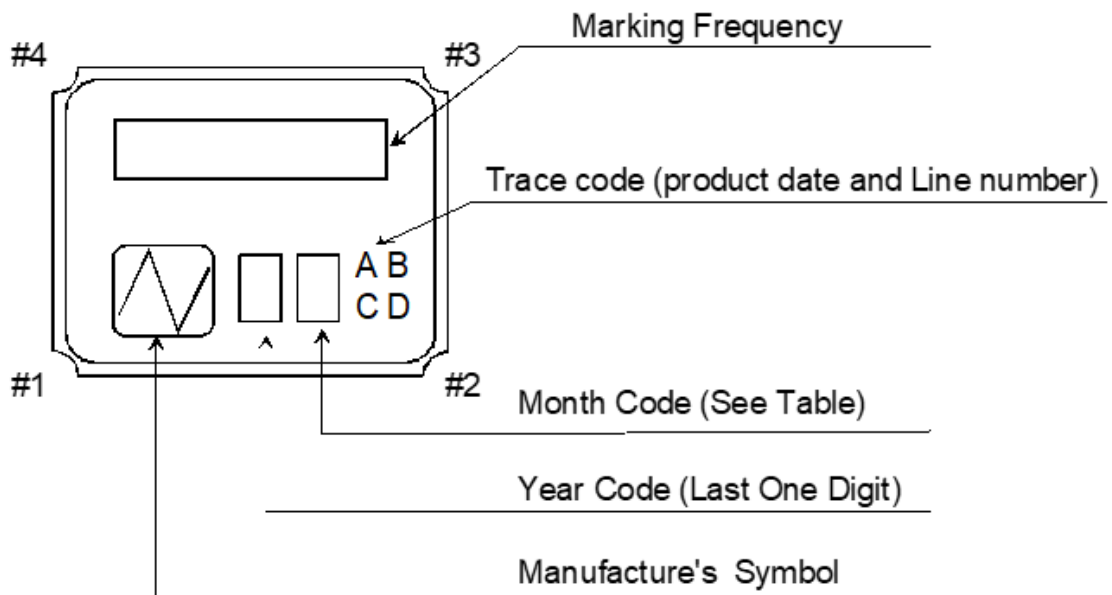 Marking Frequency
#4
#3
Trace code (product date and Line number)
A B
C D
#1
#2
Month Code (See Table)
Year Code (Last One Digit)
Manufacture's Symbol